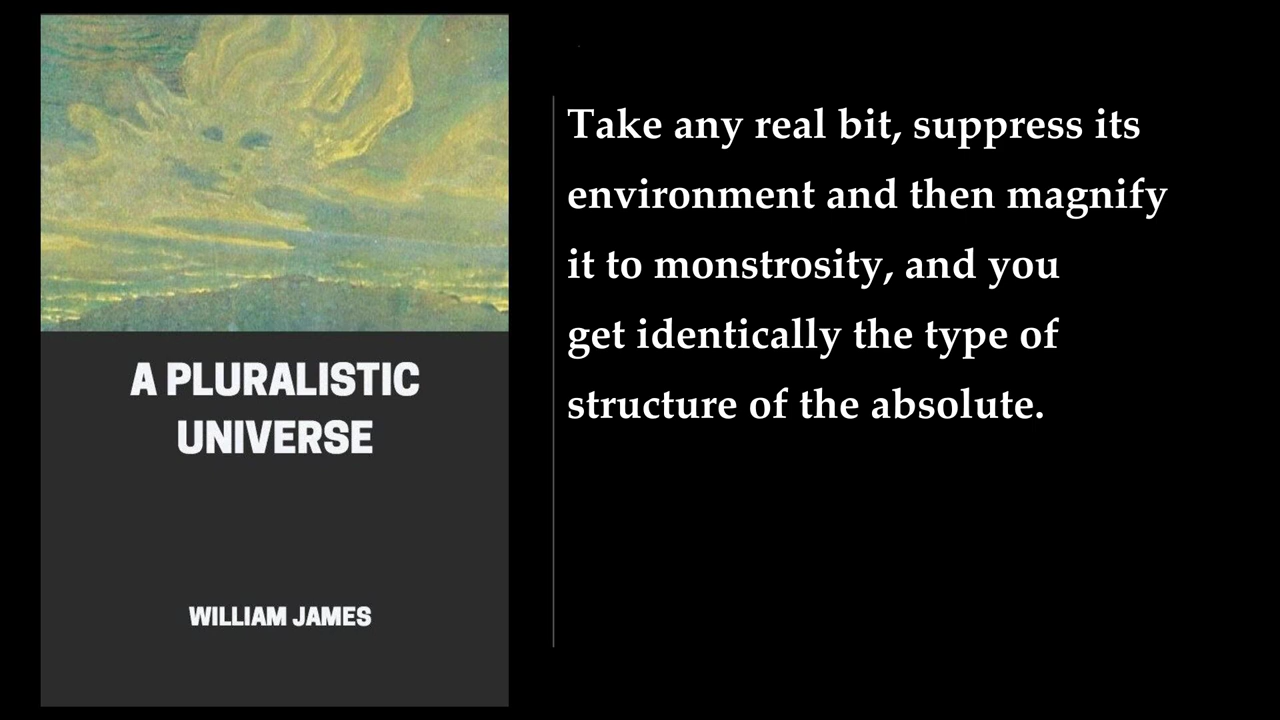 A PLURALISTIC
UNIVERSE
WILLIAM JAMES
Take any real bit, suppress its
environment and then magnify
it to monstrosity, and you
get identically the type of
structure of the absolute.